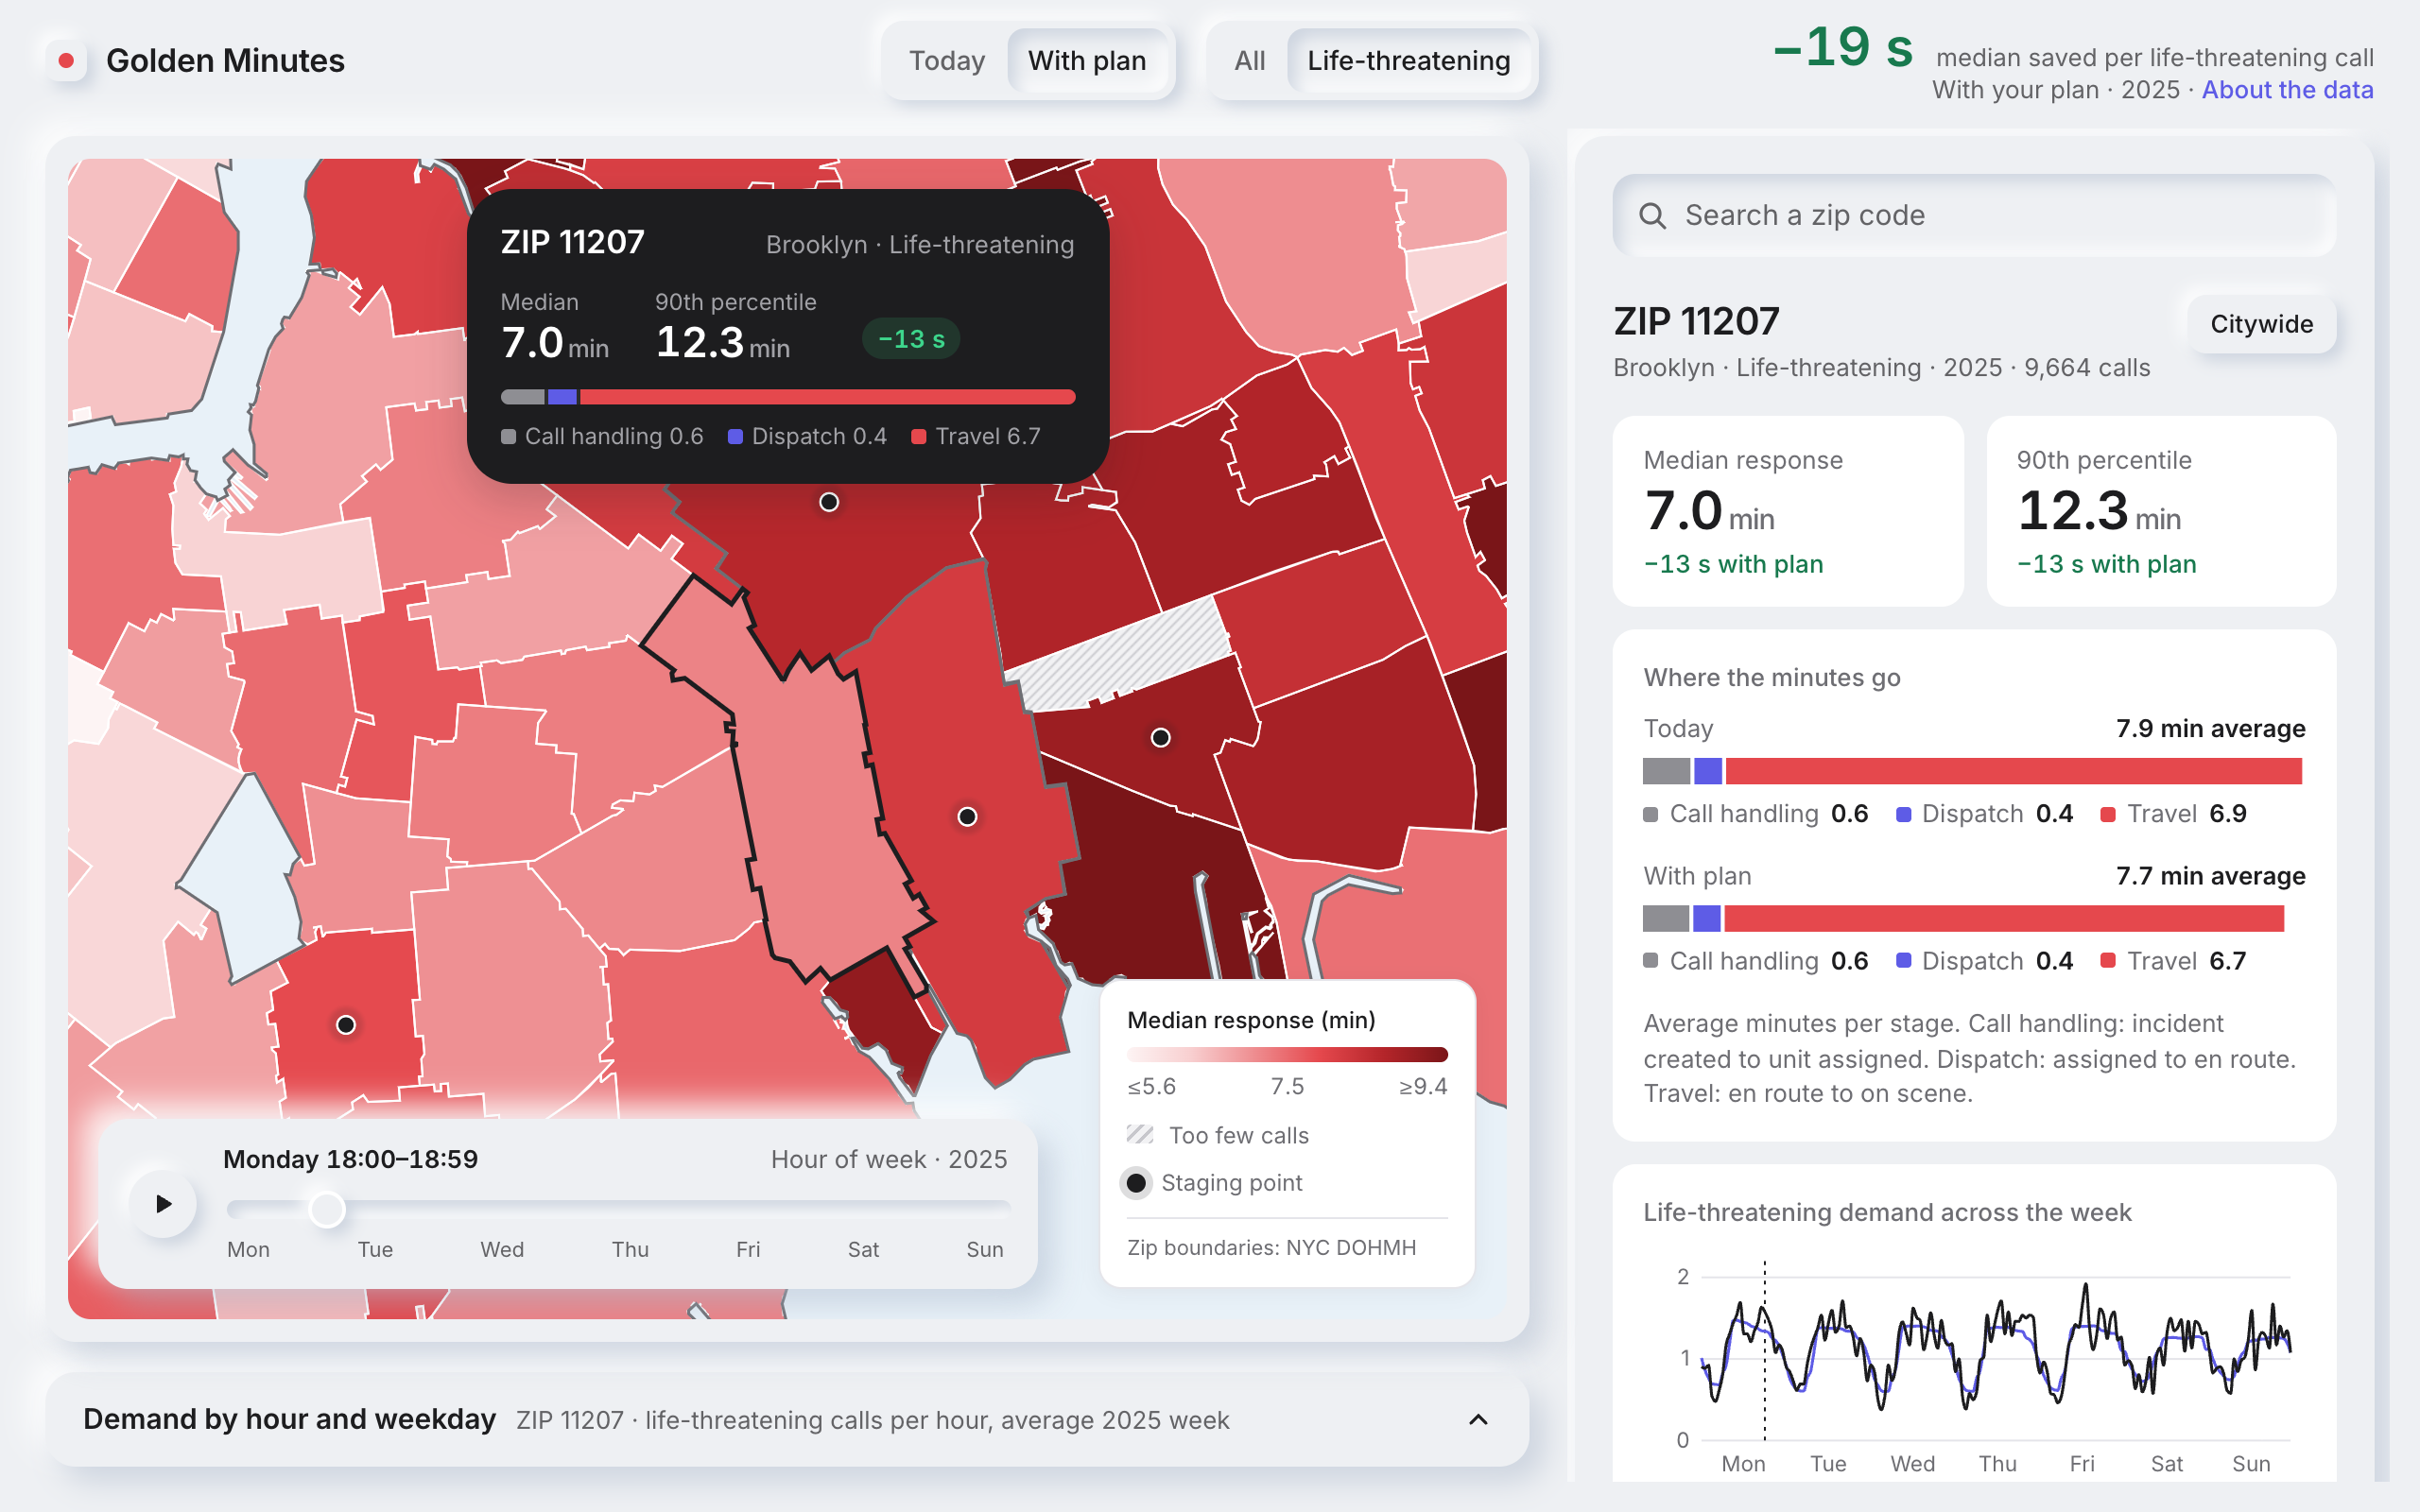 Golden Minutes
Today With plan
All Life-threatening
−19 s median saved per life-threatening call
With your plan · 2025 · About the data
ZIP 11207 Brooklyn · Life-threatening
Median 90th percentile
7.0 min 12.3 min −13 s
Call handling 0.6 Dispatch 0.4 Travel 6.7
Monday 18:00–18:59 Hour of week · 2025
Mon Tue Wed Thu Fri Sat Sun
Median response (min)
≤5.6 7.5 ≥9.4
Too few calls
Staging point
Zip boundaries: NYC DOHMH
Demand by hour and weekday ZIP 11207 · life-threatening calls per hour, average 2025 week
Search a zip code
ZIP 11207 Citywide
Brooklyn · Life-threatening · 2025 · 9,664 calls
Median response
7.0 min
−13 s with plan
90th percentile
12.3 min
−13 s with plan
Where the minutes go
Today 7.9 min average
Call handling 0.6 Dispatch 0.4 Travel 6.9
With plan 7.7 min average
Call handling 0.6 Dispatch 0.4 Travel 6.7
Average minutes per stage. Call handling: incident
created to unit assigned. Dispatch: assigned to en route.
Travel: en route to on scene.
Life-threatening demand across the week
2
1
0
Mon Tue Wed Thu Fri Sat Sun